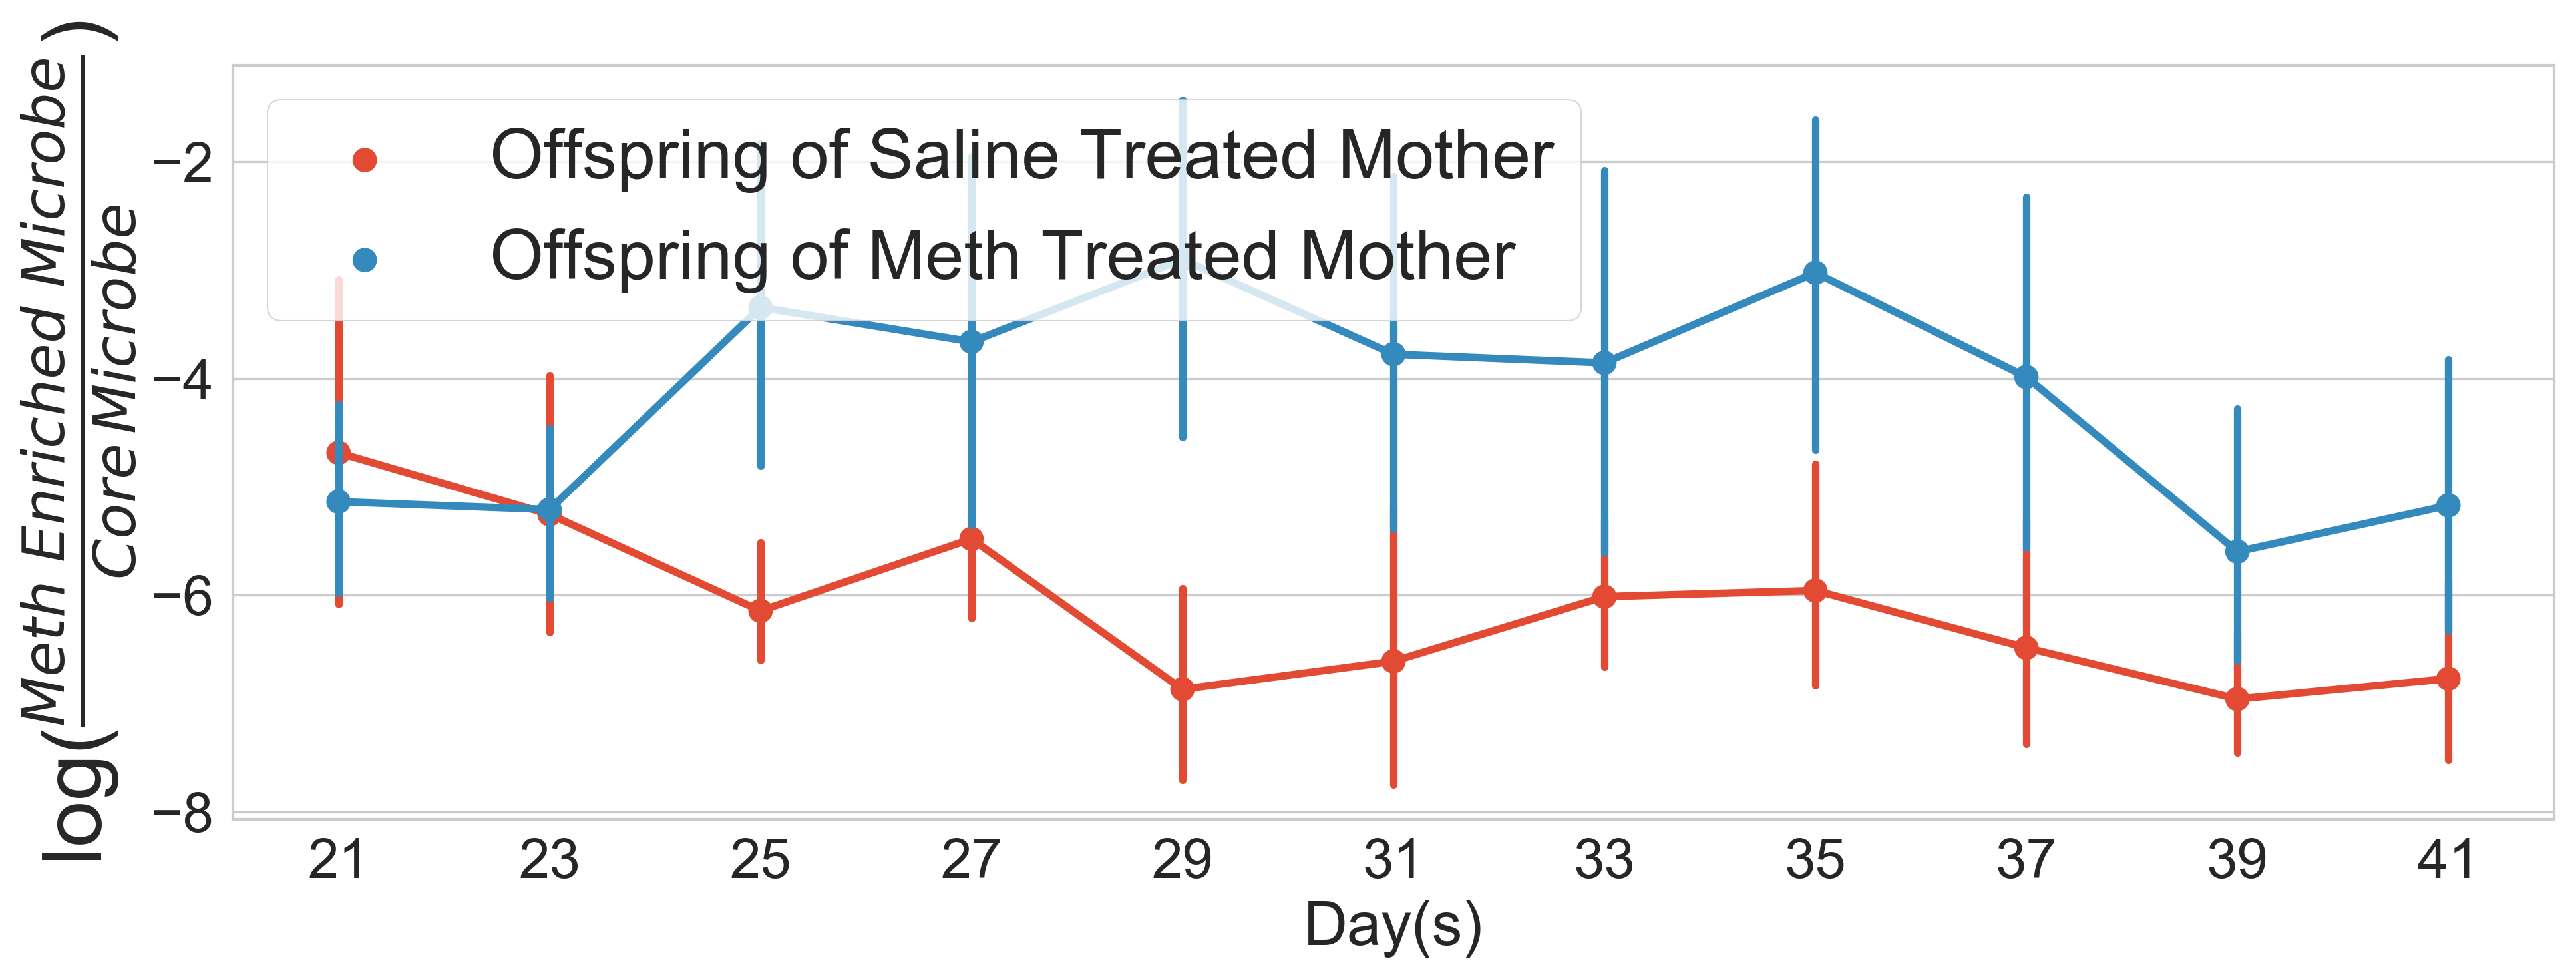 log(Meth Enriched Microbe / Core Microbe)
−2
−4
−6
−8
Offspring of Saline Treated Mother
Offspring of Meth Treated Mother
21 23 25 27 29 31 33 35 37 39 41
Day(s)